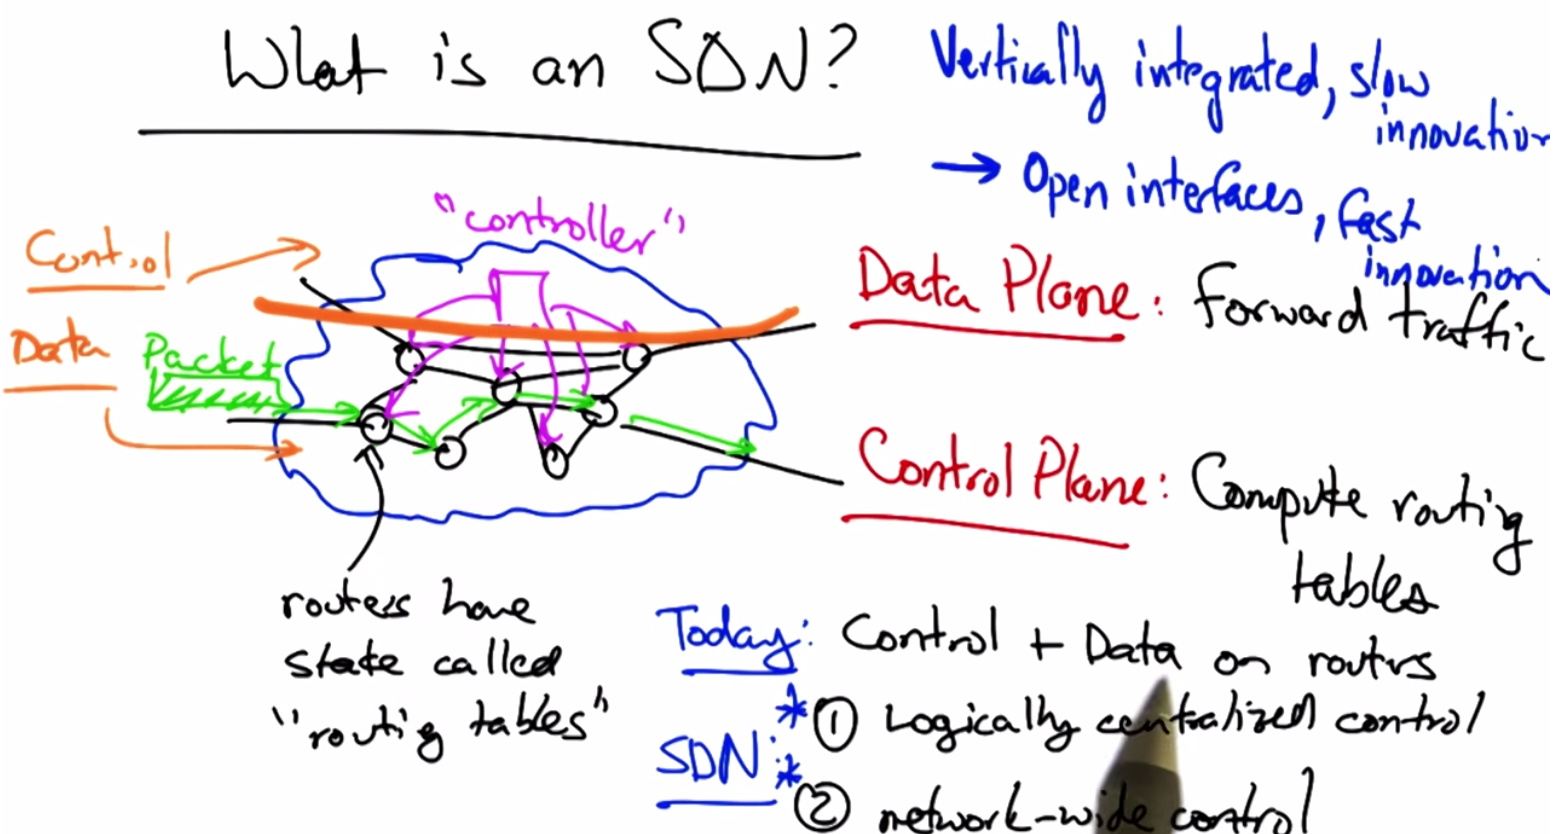 What is an SDN?
Vertically integrated, slow
innovation
→ Open interfaces, fast
innovation
"controller"
Control
Data
Packet
Data Plane: Forward traffic
Control Plane: Compute routing
tables
routers have
state called
"routing tables"
Today: Control + Data on routers
SDN: * ① Logically centralized control
* ② network-wide control